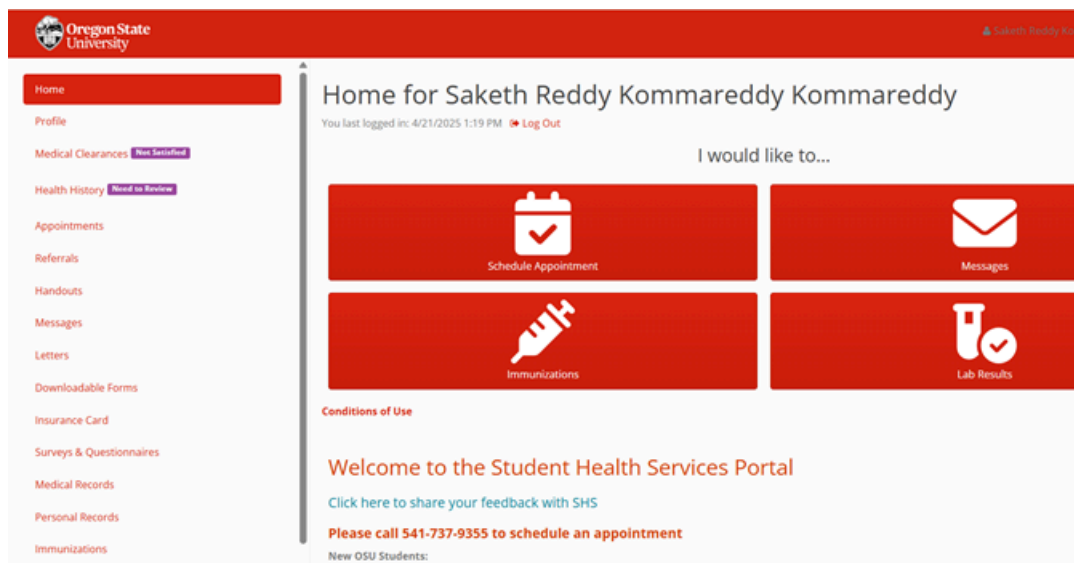 Oregon State
University
Saketh Reddy
Home
Profile
Medical Clearances Not Satisfied
Health History Need to Review
Appointments
Referrals
Handouts
Messages
Letters
Downloadable Forms
Insurance Card
Surveys & Questionnaires
Medical Records
Personal Records
Immunizations
Home for Saketh Reddy Kommareddy Kommareddy
You last logged in: 4/21/2025 1:19 PM Log Out
I would like to...
Schedule Appointment
Messages
Immunizations
Lab Results
Conditions of Use
Welcome to the Student Health Services Portal
Click here to share your feedback with SHS
Please call 541-737-9355 to schedule an appointment
New OSU Students: